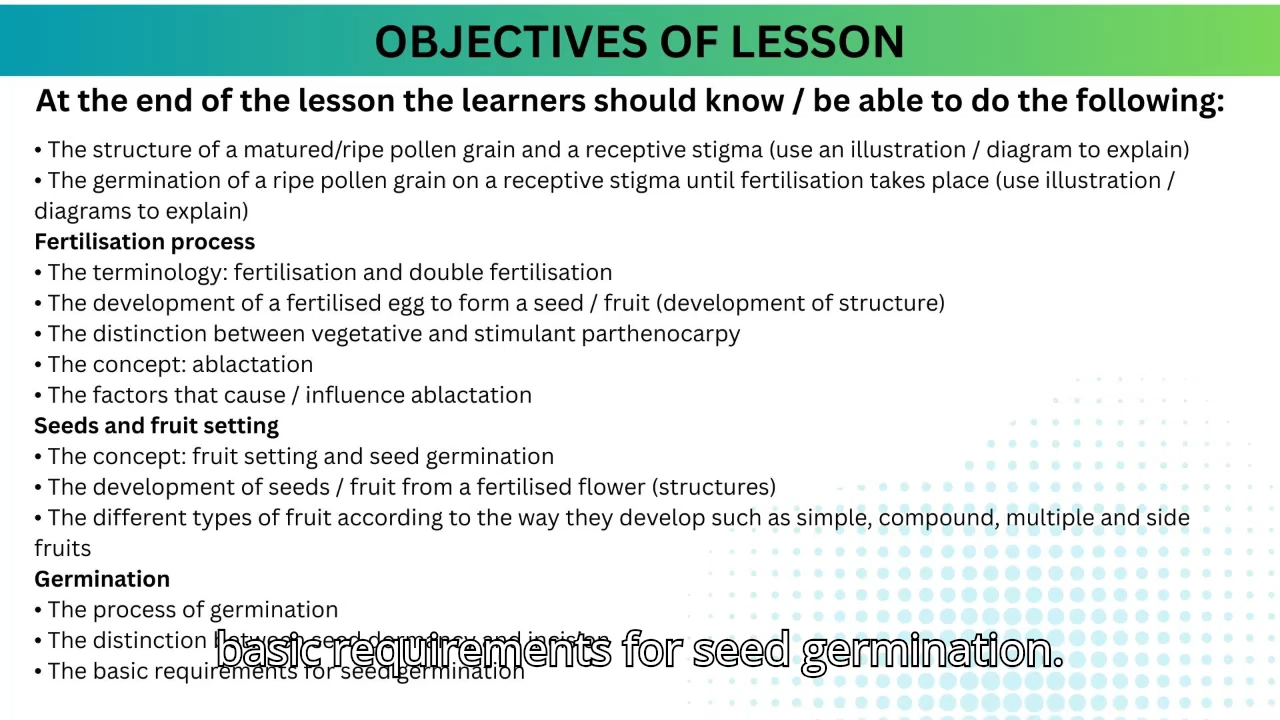 OBJECTIVES OF LESSON
At the end of the lesson the learners should know / be able to do the following:
• The structure of a matured/ripe pollen grain and a receptive stigma (use an illustration / diagram to explain)
• The germination of a ripe pollen grain on a receptive stigma until fertilisation takes place (use illustration /
diagrams to explain)
Fertilisation process
• The terminology: fertilisation and double fertilisation
• The development of a fertilised egg to form a seed / fruit (development of structure)
• The distinction between vegetative and stimulant parthenocarpy
• The concept: ablactation
• The factors that cause / influence ablactation
Seeds and fruit setting
• The concept: fruit setting and seed germination
• The development of seeds / fruit from a fertilised flower (structures)
• The different types of fruit according to the way they develop such as simple, compound, multiple and side
fruits
Germination
• The process of germination
• The distinction between seed dormancy and
• The basic requirements for seed germination
basic requirements for seed germination.